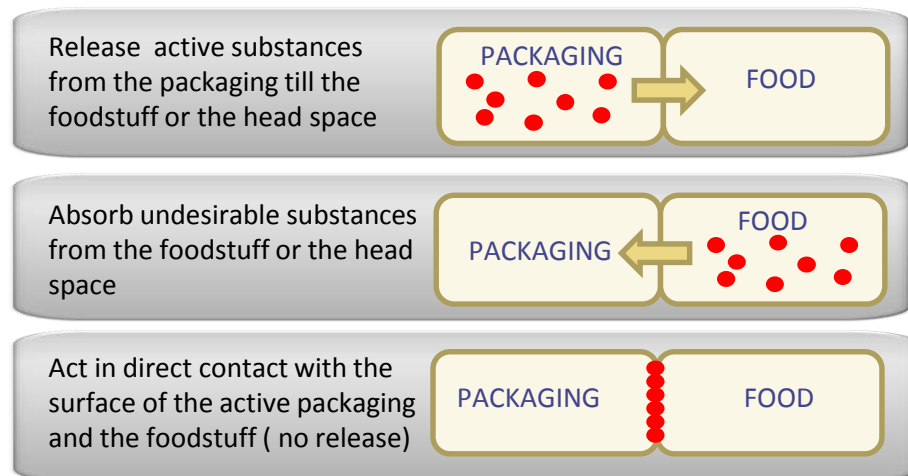 Release  active substances
from the packaging till the
foodstuff or the head space
PACKAGING
FOOD
Absorb undesirable substances
from the foodstuff or the head
space
PACKAGING
FOOD
Act in direct contact with the
surface of the active packaging
and the foodstuff ( no release)
PACKAGING
FOOD